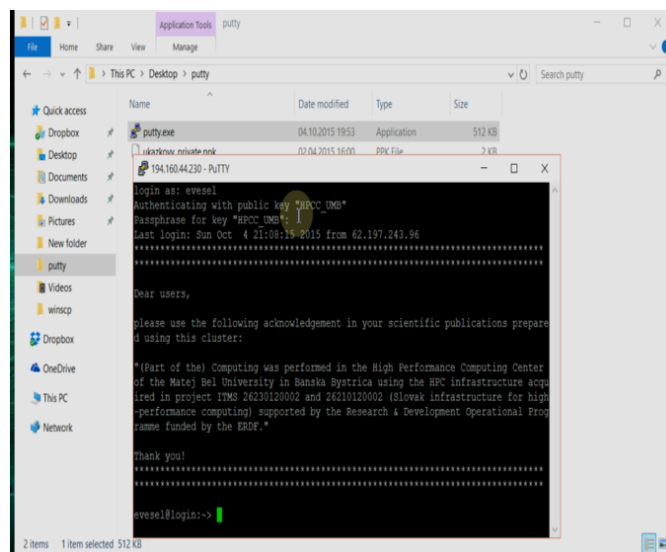 Application Tools putty
File Home Share View Manage
This PC > Desktop > putty
Search putty
Name Date modified Type Size
Quick access
Dropbox
Desktop
Documents
Downloads
Pictures
New folder
putty
Videos
winscp
Dropbox
OneDrive
This PC
Network
putty.exe 04.10.2015 19:53 Application 512 KB
ukazkovy_private.ppk 02.04.2015 16:00 PPK File 2 KB
194.160.44.230 - PuTTY
login as: evesel
Authenticating with public key "HPCC_UMB"
Passphrase for key "HPCC_UMB":
Last login: Sun Oct 4 21:08:15 2015 from 62.197.243.96
******************************************************************************
******************************************************************************
Dear users,
please use the following acknowledgement in your scientific publications prepare
d using this cluster:
"(Part of the) Computing was performed in the High Performance Computing Center
of the Matej Bel University in Banska Bystrica using the HPC infrastructure acqu
ired in project ITMS 26230120002 and 26210120002 (Slovak infrastructure for high
-performance computing) supported by the Research & Development Operational Prog
ramme funded by the ERDF."
Thank you!
******************************************************************************
******************************************************************************
evesel@login:~>
2 items 1 item selected 512 KB